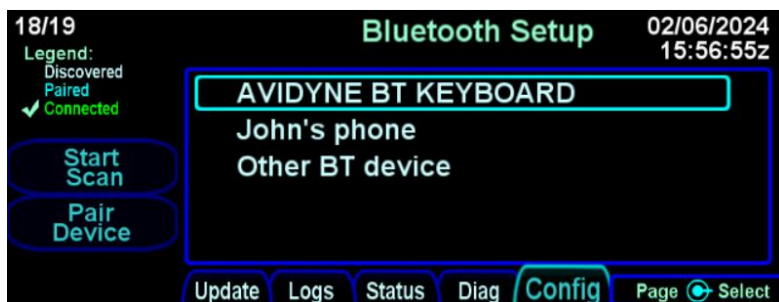 18/19
Bluetooth Setup
02/06/2024
15:56:55z
Legend:
Discovered
Paired
Connected
Start
Scan
Pair
Device
AVIDYNE BT KEYBOARD
John's phone
Other BT device
Update
Logs
Status
Diag
Config
Page
Select